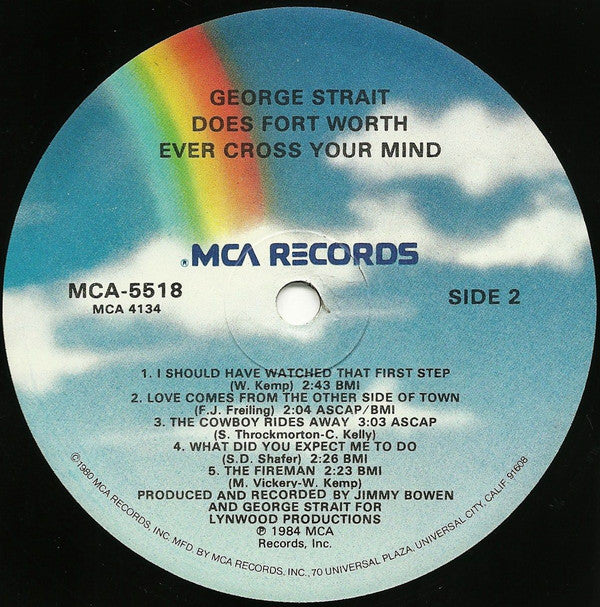 GEORGE STRAIT
DOES FORT WORTH
EVER CROSS YOUR MIND
®MCA RECORDS
MCA-5518
MCA 4134
SIDE 2
1. I SHOULD HAVE WATCHED THAT FIRST STEP
(W. Kemp) 2:43 BMI
2. LOVE COMES FROM THE OTHER SIDE OF TOWN
(F.J. Freiling) 2:04 ASCAP/BMI
3. THE COWBOY RIDES AWAY 3:03 ASCAP
(S. Throckmorton-C. Kelly)
4. WHAT DID YOU EXPECT ME TO DO
(S.D. Shafer) 2:26 BMI
5. THE FIREMAN 2:23 BMI
(M. Vickery-W. Kemp)
PRODUCED AND RECORDED BY JIMMY BOWEN
AND GEORGE STRAIT FOR
LYNWOOD PRODUCTIONS
℗ 1984 MCA
Records, Inc.
©1980 MCA RECORDS, INC. MFD. BY MCA RECORDS, INC., 70 UNIVERSAL PLAZA, UNIVERSAL CITY, CALIF. 91608